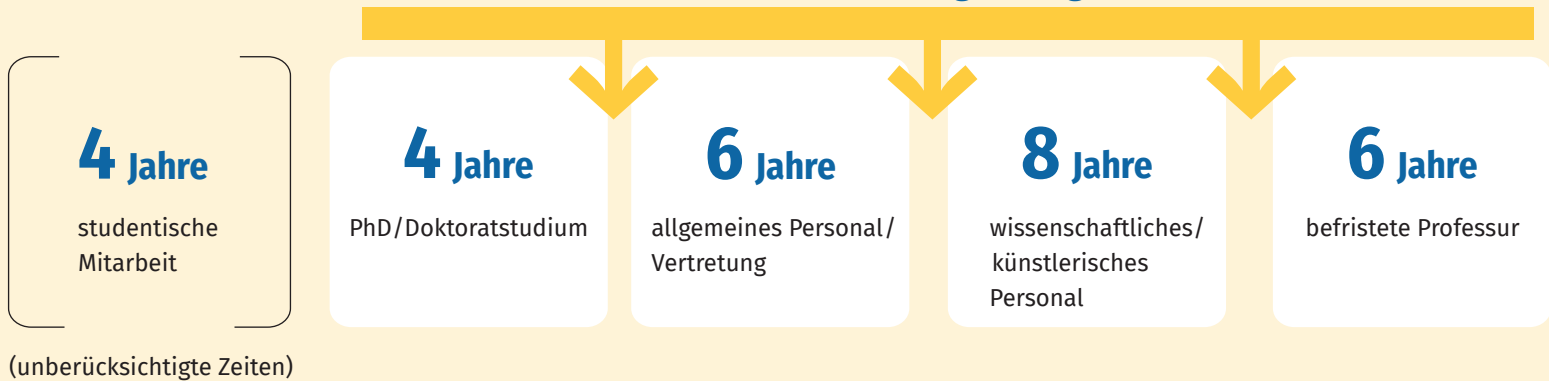 4 Jahre
studentische
Mitarbeit
(unberücksichtigte Zeiten)
4 Jahre
PhD/Doktoratstudium
6 Jahre
allgemeines Personal/
Vertretung
8 Jahre
wissenschaftliches/
künstlerisches
Personal
6 Jahre
befristete Professur